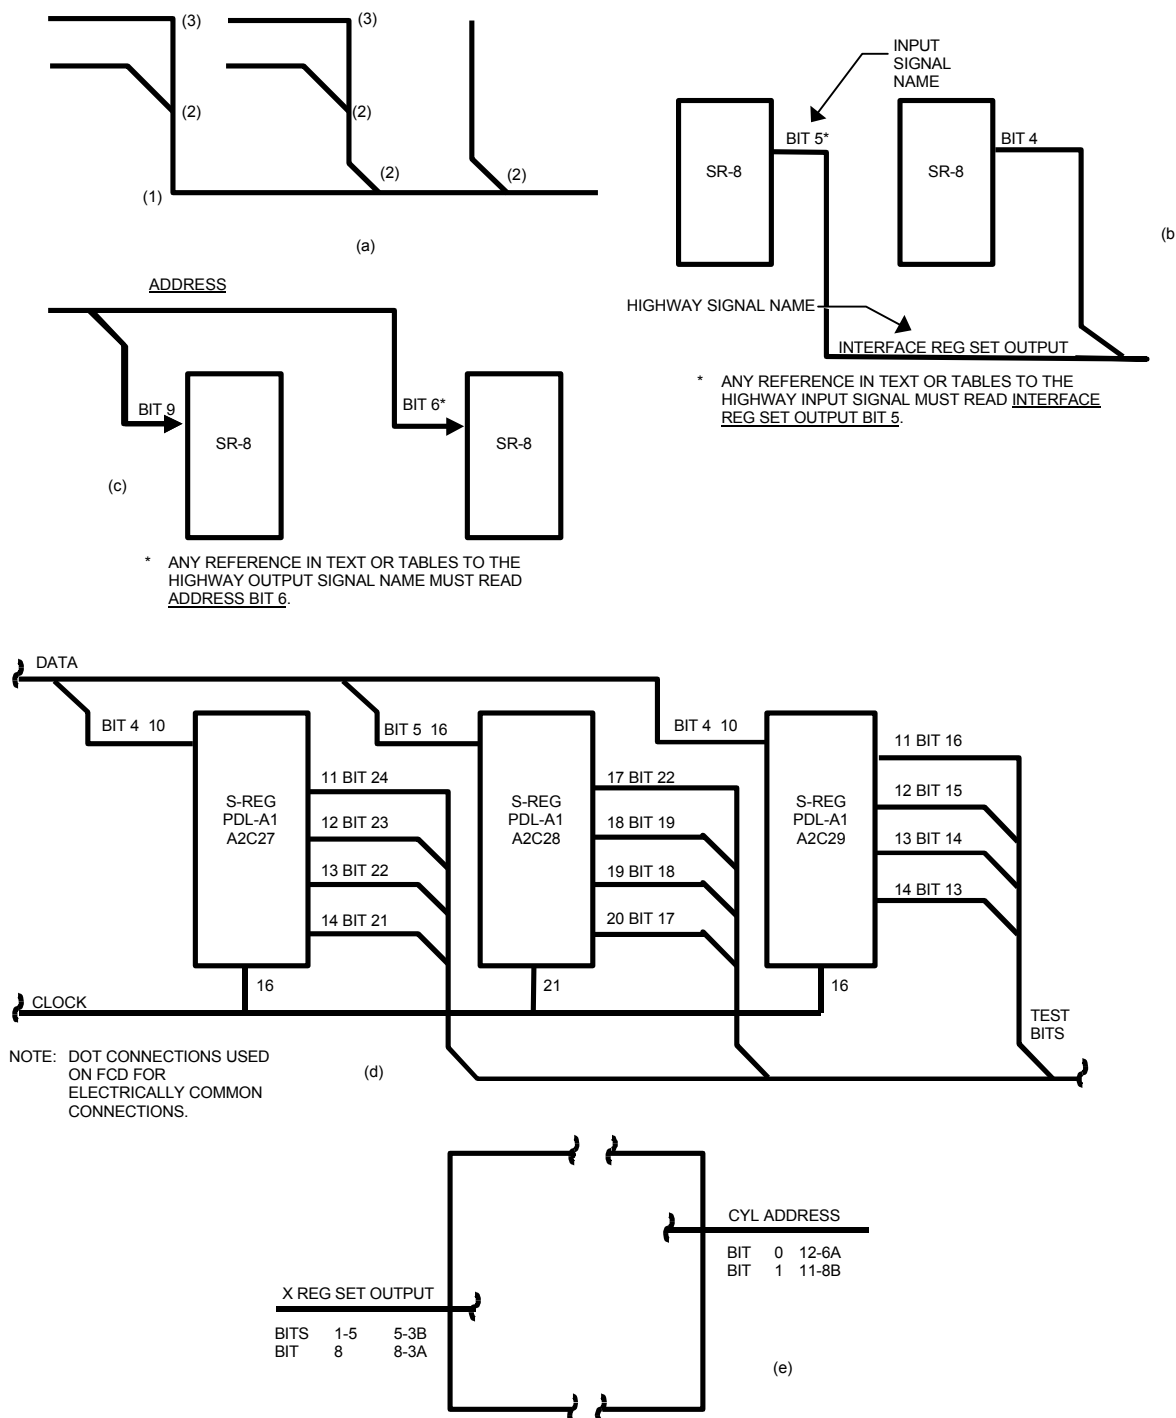 (3)
(3)
(2)
(2)
(1)
(2)
(2)
(a)
INPUT
SIGNAL
NAME
BIT 5*
BIT 4
SR-8
SR-8
(b
HIGHWAY SIGNAL NAME
INTERFACE REG SET OUTPUT
* ANY REFERENCE IN TEXT OR TABLES TO THE
HIGHWAY INPUT SIGNAL MUST READ INTERFACE
REG SET OUTPUT BIT 5.
ADDRESS
BIT 9
BIT 6*
SR-8
SR-8
(c)
* ANY REFERENCE IN TEXT OR TABLES TO THE
HIGHWAY OUTPUT SIGNAL NAME MUST READ
ADDRESS BIT 6.
DATA
BIT 4 10
S-REG
PDL-A1
A2C27
11 BIT 24
12 BIT 23
13 BIT 22
14 BIT 21
16
BIT 5 16
S-REG
PDL-A1
A2C28
17 BIT 22
18 BIT 19
19 BIT 18
20 BIT 17
21
BIT 4 10
S-REG
PDL-A1
A2C29
11 BIT 16
12 BIT 15
13 BIT 14
14 BIT 13
16
CLOCK
TEST
BITS
NOTE: DOT CONNECTIONS USED
ON FCD FOR
ELECTRICALLY COMMON
CONNECTIONS.
(d)
CYL ADDRESS
BIT 0 12-6A
BIT 1 11-8B
X REG SET OUTPUT
BITS 1-5 5-3B
BIT 8 8-3A
(e)